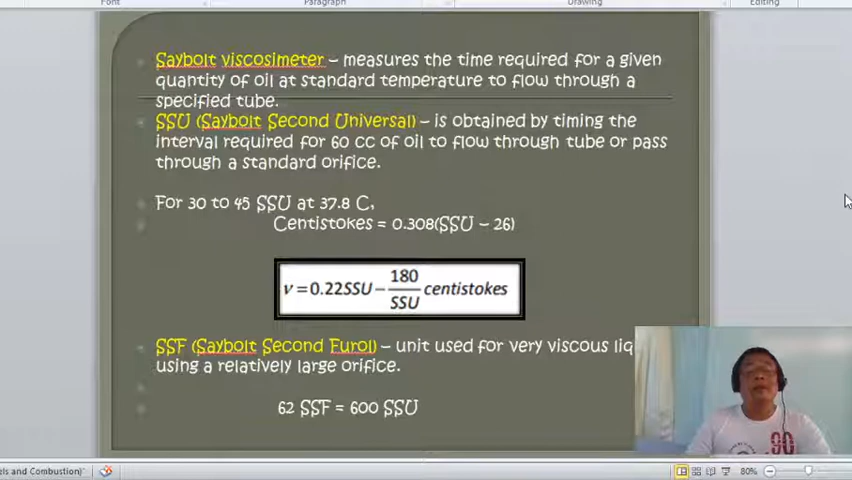 Font
Paragraph
Drawing
Editing
Saybolt viscosimeter – measures the time required for a given
quantity of oil at standard temperature to flow through a
specified tube.
SSU (Saybolt Second Universal) – is obtained by timing the
interval required for 60 cc of oil to flow through tube or pass
through a standard orifice.
For 30 to 45 SSU at 37.8 C,
Centistokes = 0.308(SSU – 26)
ν = 0.22SSU − 180/SSU centistokes
SSF (Saybolt Second Furol) – unit used for very viscous liq
using a relatively large orifice.
62 SSF = 600 SSU
90
els and Combustion"
80%